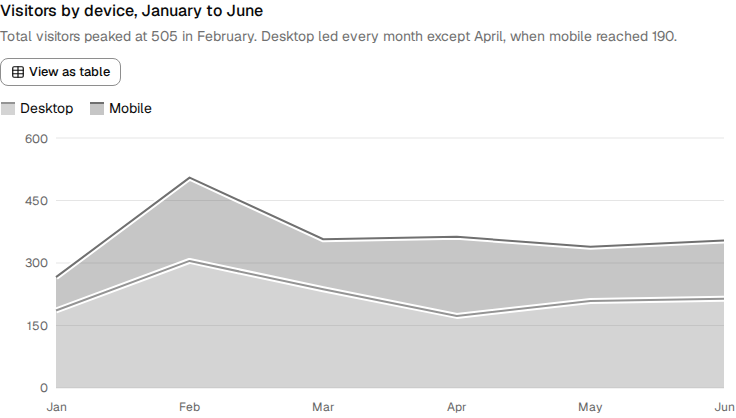 Visitors by device, January to June
Total visitors peaked at 505 in February. Desktop led every month except April, when mobile reached 190.
View as table
Desktop Mobile
600
450
300
150
0
Jan Feb Mar Apr May Jun